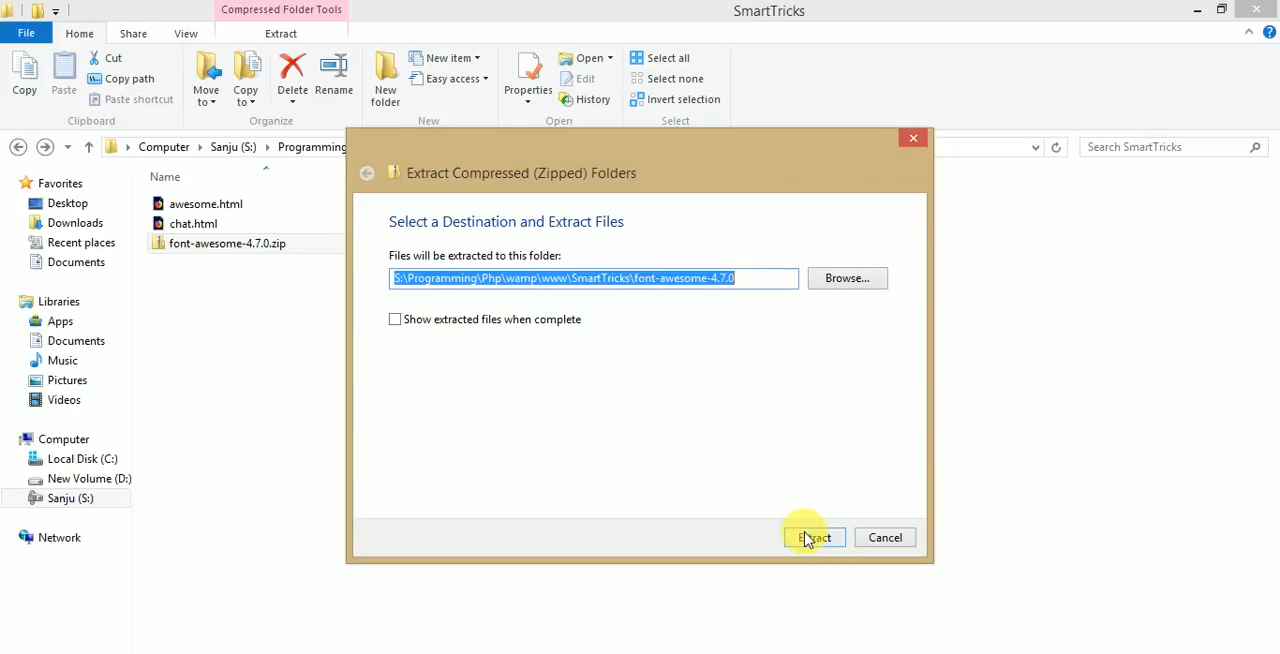 Compressed Folder Tools
SmartTricks
File
Home
Share
View
Extract
Copy
Paste
Cut
Copy path
Paste shortcut
Clipboard
Move to
Copy to
Delete
Rename
Organize
New folder
New item
Easy access
New
Properties
Open
Edit
History
Open
Select all
Select none
Invert selection
Select
Computer
Sanju (S:)
Programming
Search SmartTricks
Favorites
Desktop
Downloads
Recent places
Documents
Libraries
Apps
Documents
Music
Pictures
Videos
Computer
Local Disk (C:)
New Volume (D:)
Sanju (S:)
Network
Name
awesome.html
chat.html
font-awesome-4.7.0.zip
Extract Compressed (Zipped) Folders
Select a Destination and Extract Files
Files will be extracted to this folder:
S:\Programming\Php\wamp\www\SmartTricks\font-awesome-4.7.0
Browse...
Show extracted files when complete
Extract
Cancel